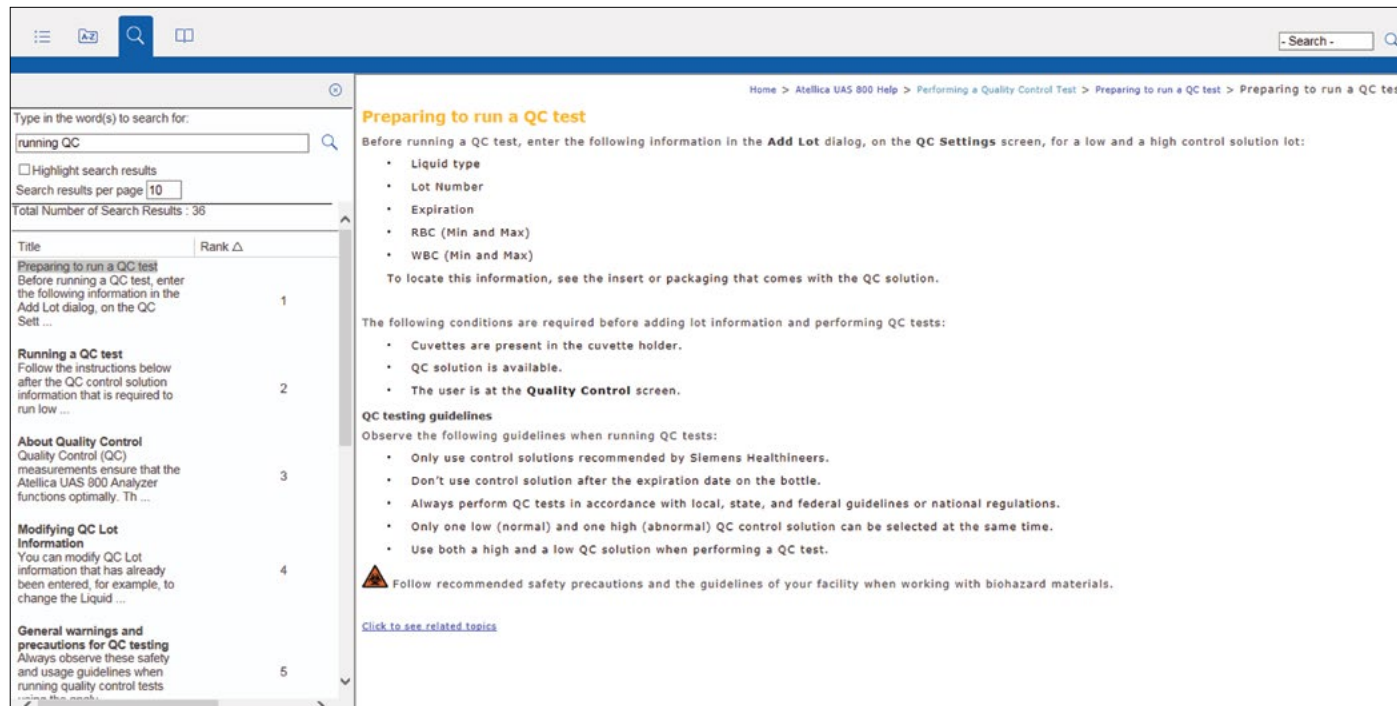 A-Z
- Search -
Type in the word(s) to search for:
running QC
Highlight search results
Search results per page 10
Total Number of Search Results : 36
Title Rank
Preparing to run a QC test
Before running a QC test, enter
the following information in the
Add Lot dialog, on the QC
Sett ...
1
Running a QC test
Follow the instructions below
after the QC control solution
information that is required to
run low ...
2
About Quality Control
Quality Control (QC)
measurements ensure that the
Atellica UAS 800 Analyzer
functions optimally. Th ...
3
Modifying QC Lot
Information
You can modify QC Lot
information that has already
been entered, for example, to
change the Liquid ...
4
General warnings and
precautions for QC testing
Always observe these safety
and usage guidelines when
running quality control tests
using the
5
Home > Atellica UAS 800 Help > Performing a Quality Control Test > Preparing to run a QC test > Preparing to run a QC tes
Preparing to run a QC test
Before running a QC test, enter the following information in the Add Lot dialog, on the QC Settings screen, for a low and a high control solution lot:
• Liquid type
• Lot Number
• Expiration
• RBC (Min and Max)
• WBC (Min and Max)
To locate this information, see the insert or packaging that comes with the QC solution.
The following conditions are required before adding lot information and performing QC tests:
• Cuvettes are present in the cuvette holder.
• QC solution is available.
• The user is at the Quality Control screen.
QC testing guidelines
Observe the following guidelines when running QC tests:
• Only use control solutions recommended by Siemens Healthineers.
• Don't use control solution after the expiration date on the bottle.
• Always perform QC tests in accordance with local, state, and federal guidelines or national regulations.
• Only one low (normal) and one high (abnormal) QC control solution can be selected at the same time.
• Use both a high and a low QC solution when performing a QC test.
Follow recommended safety precautions and the guidelines of your facility when working with biohazard materials.
Click to see related topics